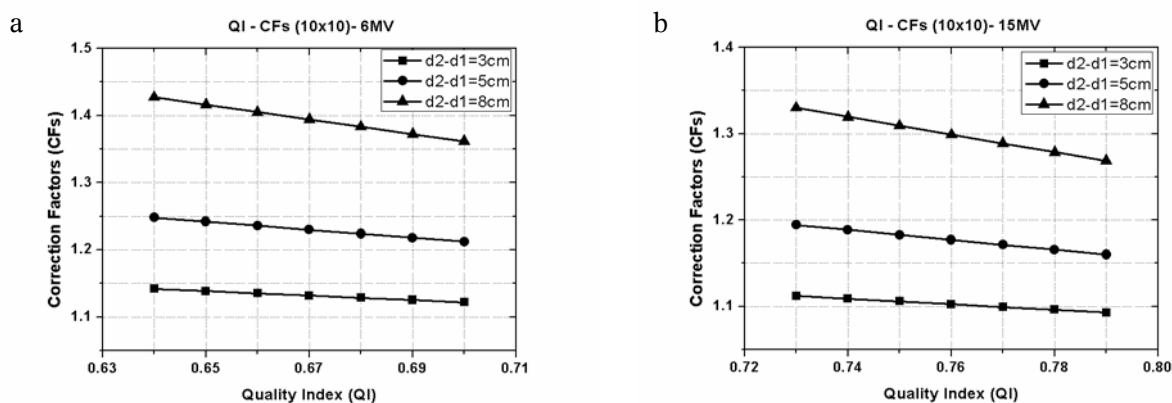 a
QI - CFs (10x10)- 6MV
d2-d1=3cm
d2-d1=5cm
d2-d1=8cm
1.5
1.4
1.3
1.2
1.1
Correction Factors (CFs)
0.63
0.65
0.67
0.69
0.71
Quality Index (QI)
b
QI - CFs (10x10)- 15MV
d2-d1=3cm
d2-d1=5cm
d2-d1=8cm
1.4
1.3
1.2
1.1
Correction Factors (CFs)
0.72
0.74
0.76
0.78
0.80
Quality Index (QI)